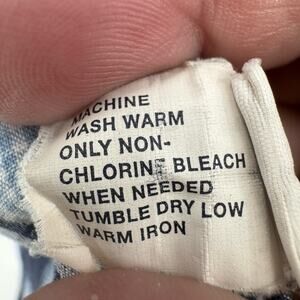 MACHINE
WASH WARM
ONLY NON-
CHLORINE BLEACH
WHEN NEEDED
TUMBLE DRY LOW
WARM IRON